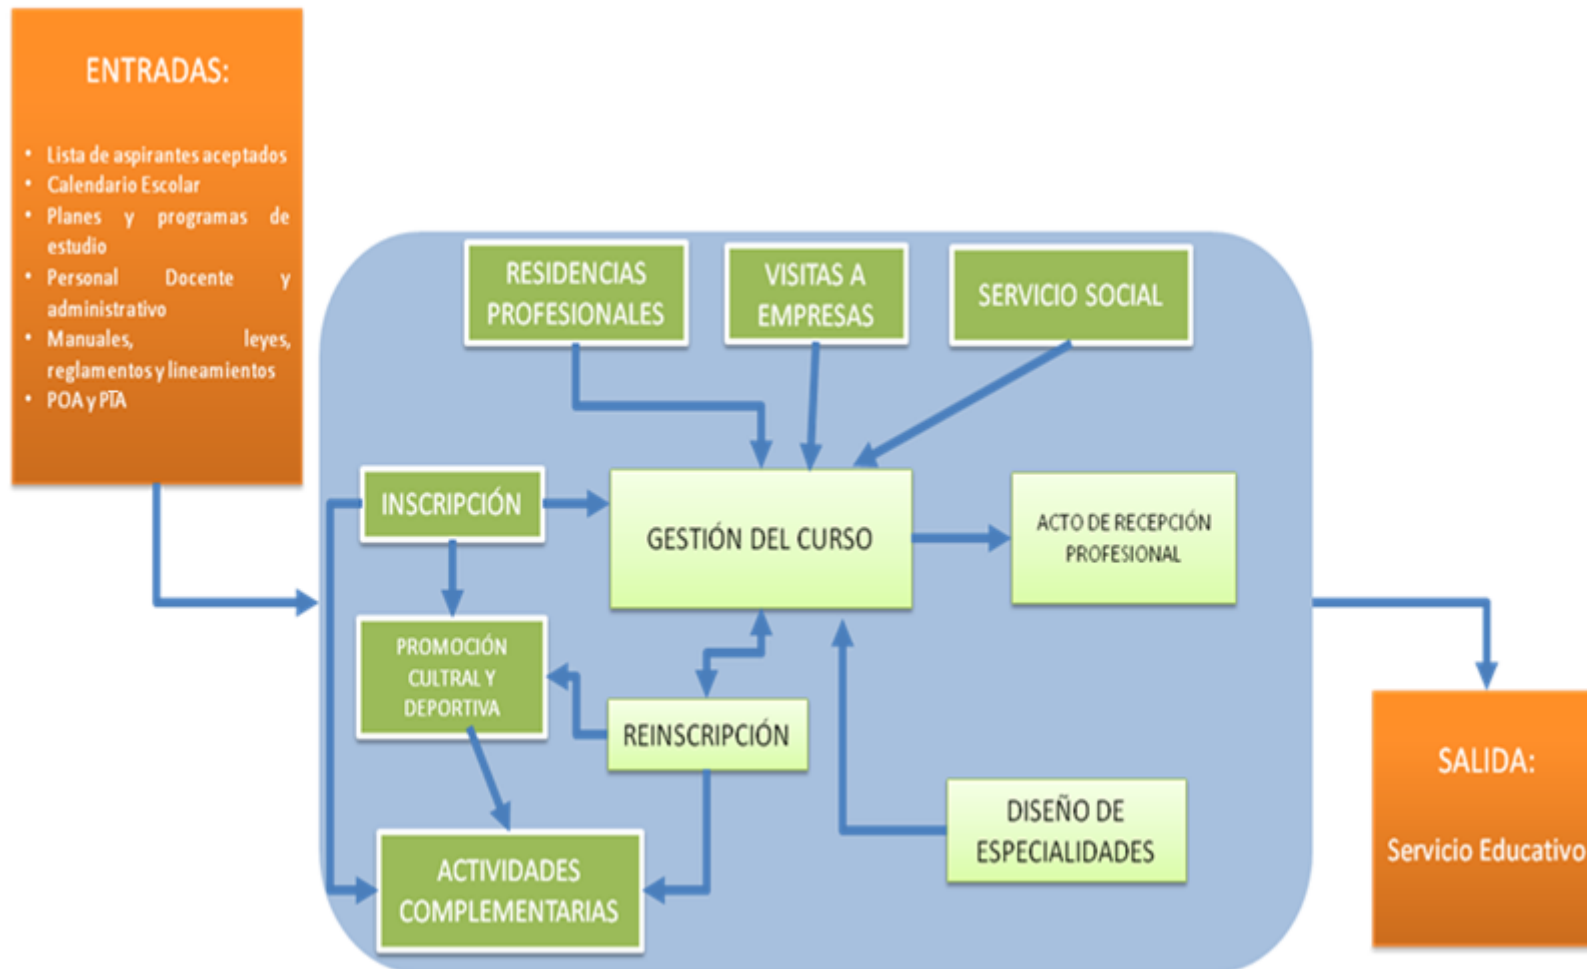 ENTRADAS:
• Lista de aspirantes aceptados
• Calendario Escolar
• Planes y programas de
estudio
• Personal Docente y
administrativo
• Manuales, leyes,
reglamentos y lineamientos
• POA y PTA
RESIDENCIAS
PROFESIONALES
VISITAS A
EMPRESAS
SERVICIO SOCIAL
INSCRIPCIÓN
GESTIÓN DEL CURSO
ACTO DE RECEPCIÓN
PROFESIONAL
PROMOCIÓN
CULTRAL Y
DEPORTIVA
REINSCRIPCIÓN
DISEÑO DE
ESPECIALIDADES
ACTIVIDADES
COMPLEMENTARIAS
SALIDA:
Servicio Educativo